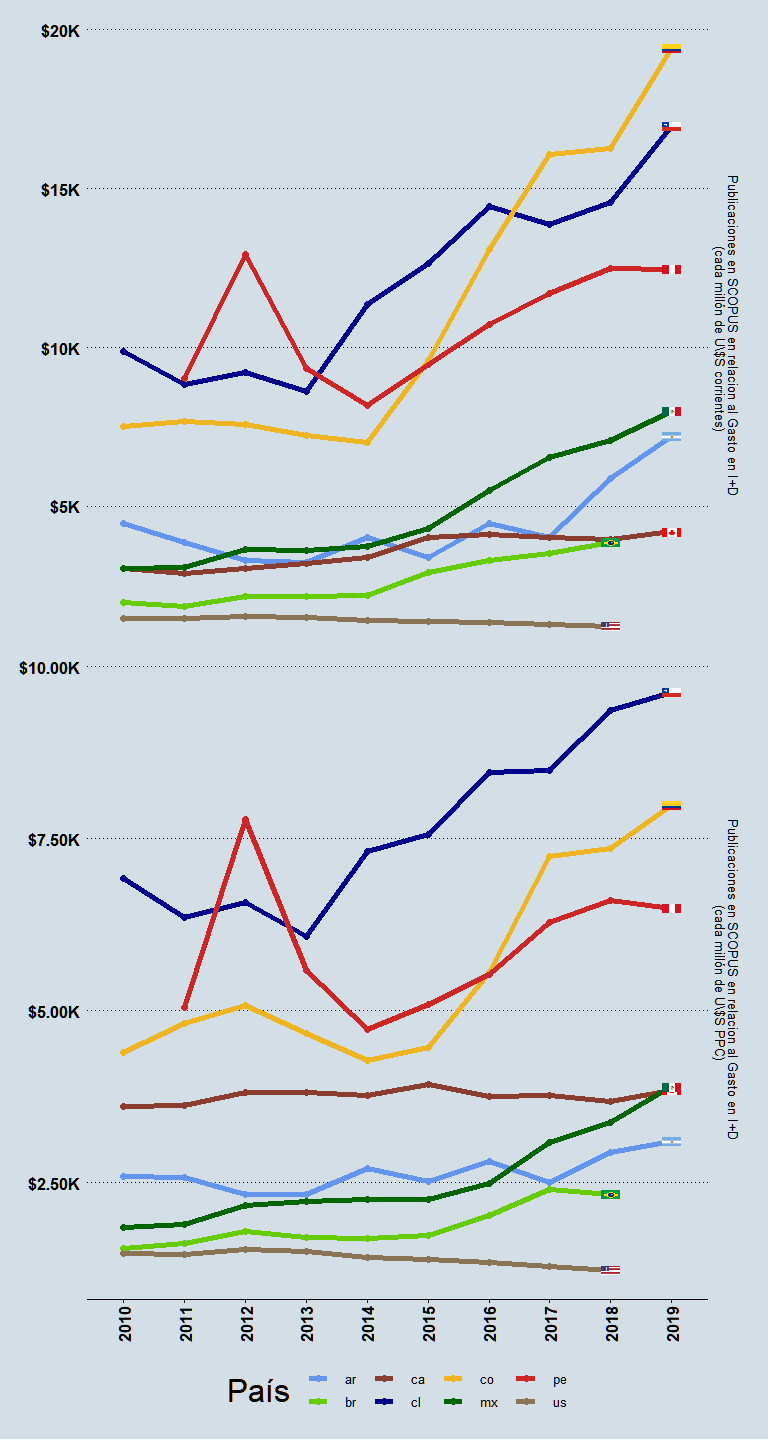 $20K
$15K
$10K
$5K
Publicaciones en SCOPUS en relacion al Gasto en I+D
(cada millón de U\$S corrientes)
$10.00K
$7.50K
$5.00K
$2.50K
Publicaciones en SCOPUS en relacion al Gasto en I+D
(cada millón de U\$S PPC)
2010 2011 2012 2013 2014 2015 2016 2017 2018 2019
País
ar ca co pe
br cl mx us